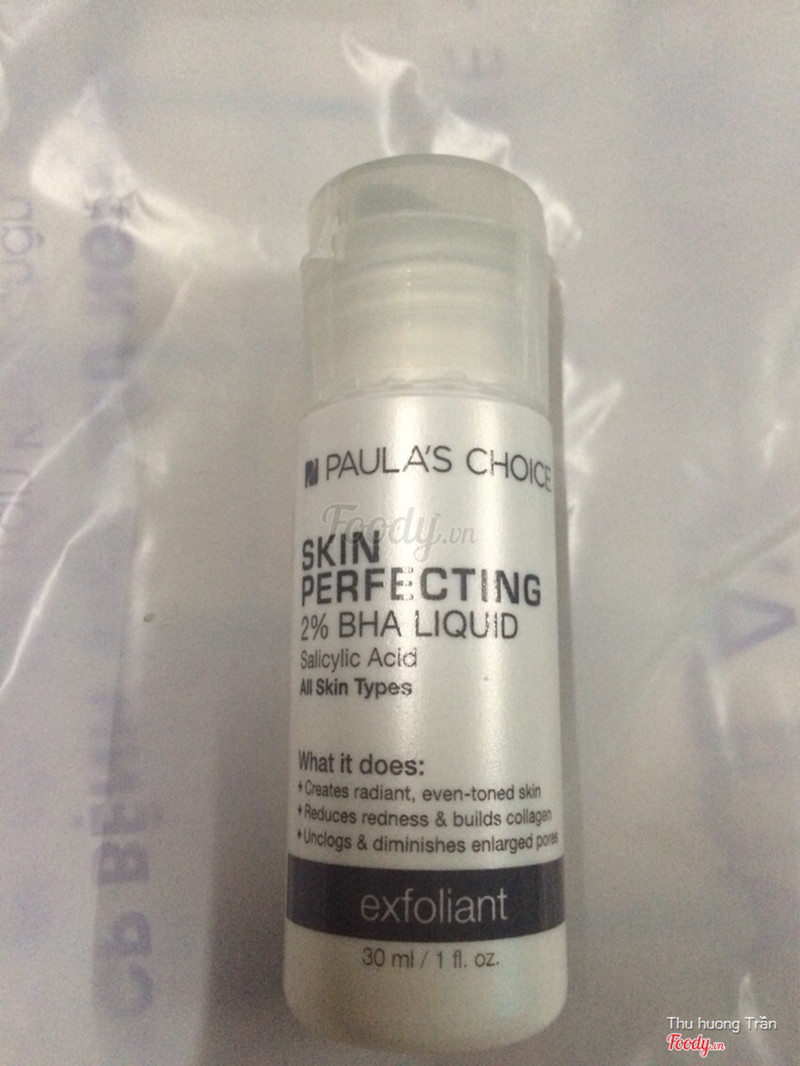 PAULA'S CHOICE
Foody.vn
SKIN
PERFECTING
2% BHA LIQUID
Salicylic Acid
All Skin Types
What it does:
Creates radiant, even-toned skin
Reduces redness & builds collagen
Unclogs & diminishes enlarged pores
exfoliant
30 ml / 1 fl. oz.
Thu huong Trần
Foody.vn